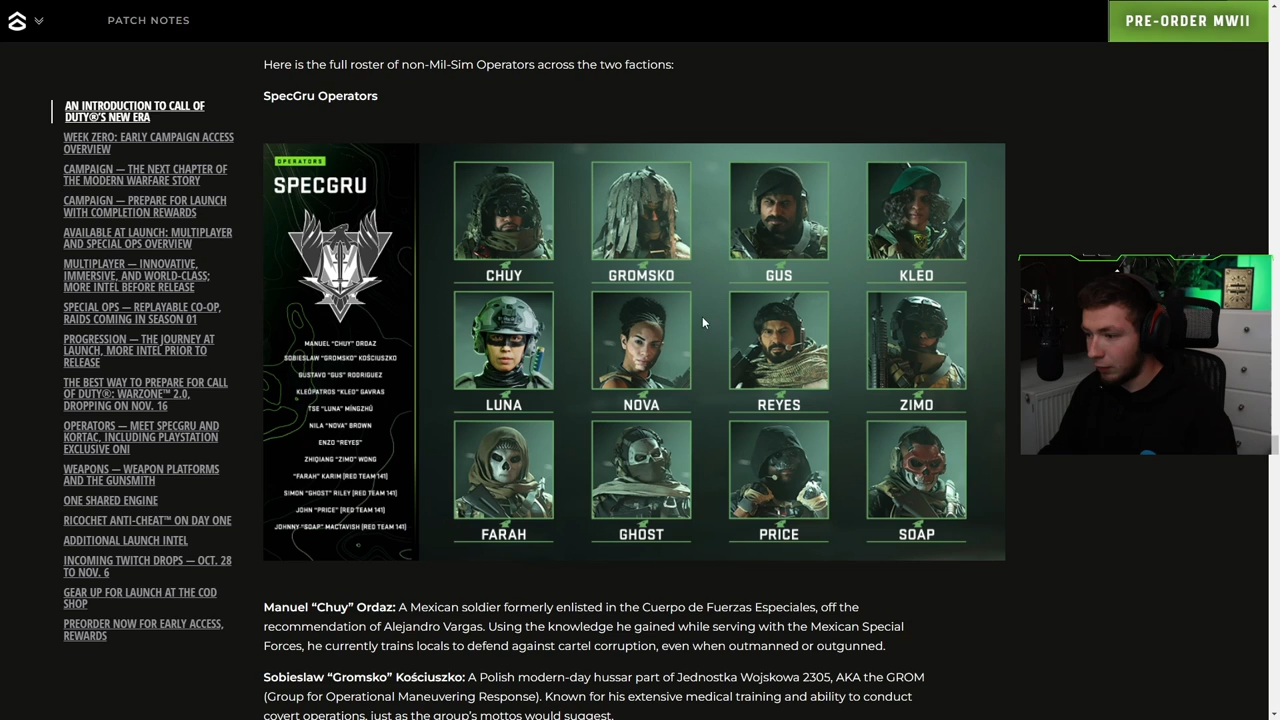 PATCH NOTES
PRE-ORDER MWII
AN INTRODUCTION TO CALL OF
DUTY®'S NEW ERA
WEEK ZERO: EARLY CAMPAIGN ACCESS
OVERVIEW
CAMPAIGN — THE NEXT CHAPTER OF
THE MODERN WARFARE STORY
CAMPAIGN — PREPARE FOR LAUNCH
WITH COMPLETION REWARDS
AVAILABLE AT LAUNCH: MULTIPLAYER
AND SPECIAL OPS OVERVIEW
MULTIPLAYER — INNOVATIVE,
IMMERSIVE, AND WORLD-CLASS;
MORE INTEL BEFORE RELEASE
SPECIAL OPS — REPLAYABLE CO-OP,
RAIDS COMING IN SEASON 01
PROGRESSION — THE JOURNEY AT
LAUNCH, MORE INTEL PRIOR TO
RELEASE
THE BEST WAY TO PREPARE FOR CALL
OF DUTY®: WARZONE™ 2.0,
DROPPING ON NOV. 16
OPERATORS — MEET SPECGRU AND
KORTAC, INCLUDING PLAYSTATION
EXCLUSIVE ONI
WEAPONS — WEAPON PLATFORMS
AND THE GUNSMITH
ONE SHARED ENGINE
RICOCHET ANTI-CHEAT™ ON DAY ONE
ADDITIONAL LAUNCH INTEL
INCOMING TWITCH DROPS — OCT. 28
TO NOV. 6
GEAR UP FOR LAUNCH AT THE COD
SHOP
PREORDER NOW FOR EARLY ACCESS,
REWARDS
Here is the full roster of non-Mil-Sim Operators across the two factions:
SpecGru Operators
OPERATORS
SPECGRU
MANUEL "CHUY" ORDAZ
SOBIESLAW "GROMSKO" KOŚCIUSZKO
GUSTAVO "GUS" RODRIGUEZ
KLEÓPATROS "KLEO" GAVRAS
TSE "LUNA" MÍNGZHŪ
NILA "NOVA" BROWN
ENZO "REYES"
ZHIQIANG "ZIMO" WONG
"FARAH" KARIM (RED TEAM 141)
SIMON "GHOST" RILEY (RED TEAM 141)
JOHN "PRICE" (RED TEAM 141)
JOHNNY "SOAP" MACTAVISH (RED TEAM 141)
CHUY
GROMSKO
GUS
KLEO
LUNA
NOVA
REYES
ZIMO
FARAH
GHOST
PRICE
SOAP
Manuel “Chuy” Ordaz: A Mexican soldier formerly enlisted in the Cuerpo de Fuerzas Especiales, off the
recommendation of Alejandro Vargas. Using the knowledge he gained while serving with the Mexican Special
Forces, he currently trains locals to defend against cartel corruption, even when outmanned or outgunned.
Sobieslaw “Gromsko” Kościuszko: A Polish modern-day hussar part of Jednostka Wojskowa 2305, AKA the GROM
(Group for Operational Maneuvering Response). Known for his extensive medical training and ability to conduct
covert operations, just as the group’s mottos would suggest.